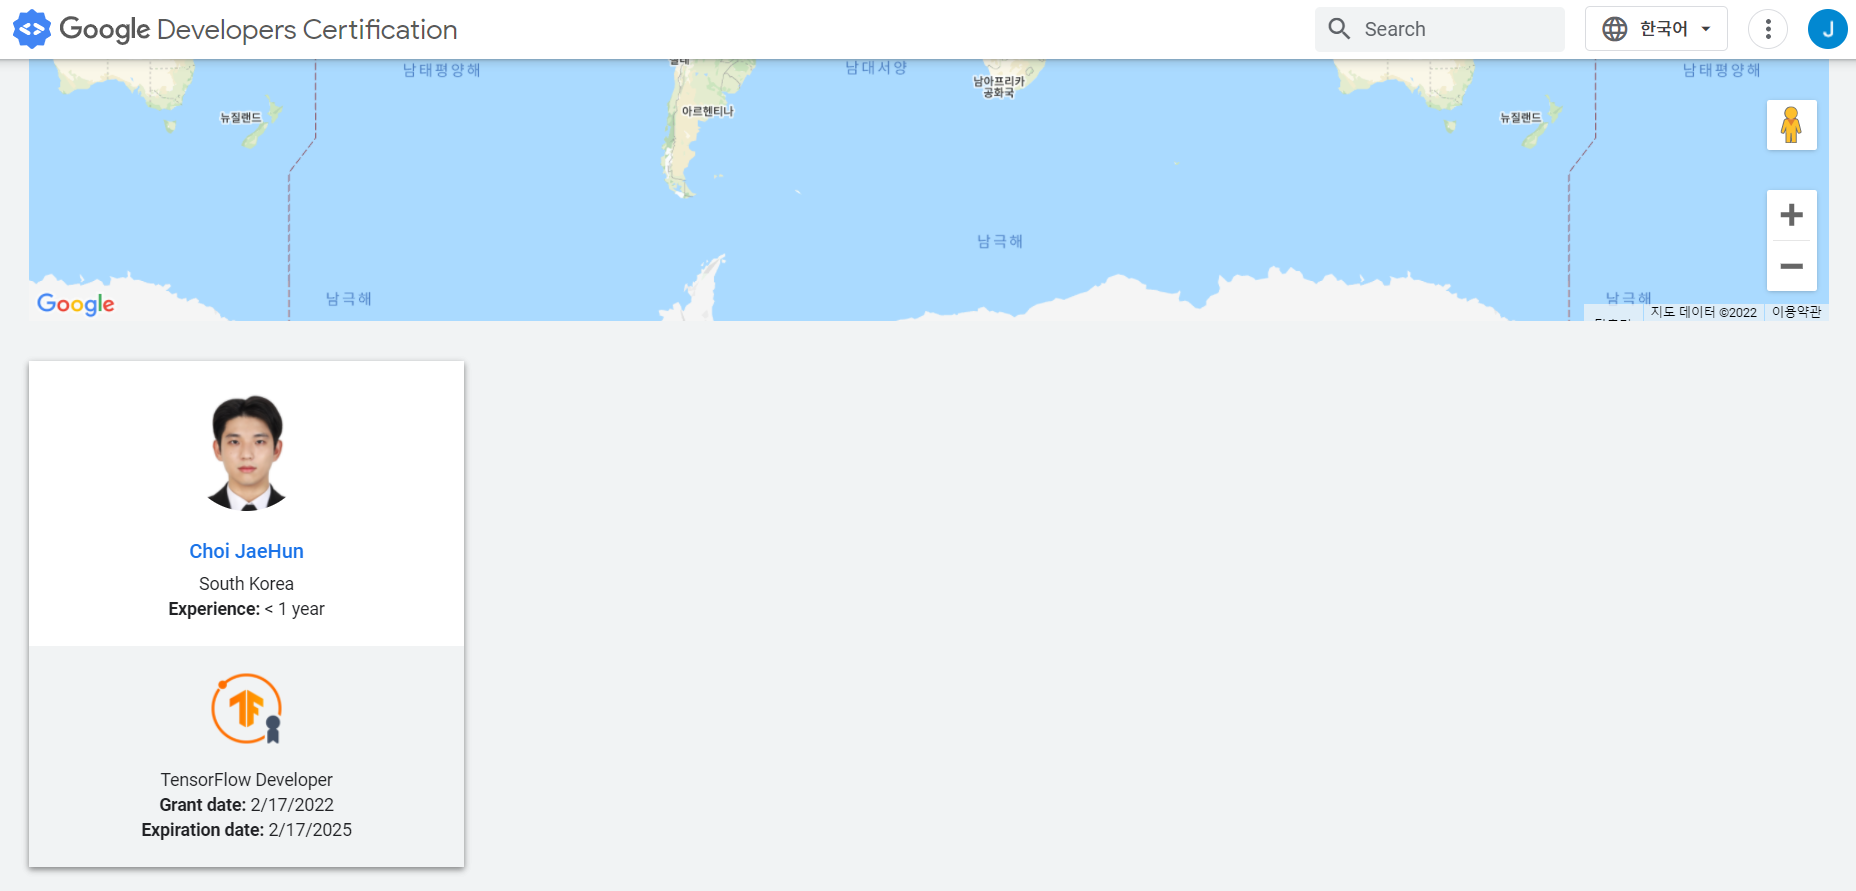 Google Developers Certification
Search
한국어
J
남태평양해
칠레
남대서양
남아프리카
공화국
남태평양해
아르헨티나
뉴질랜드
뉴질랜드
남극해
남극해
남극해
Google
지도 데이터 ©2022
이용약관
Choi JaeHun
South Korea
Experience: < 1 year
TF
TensorFlow Developer
Grant date: 2/17/2022
Expiration date: 2/17/2025